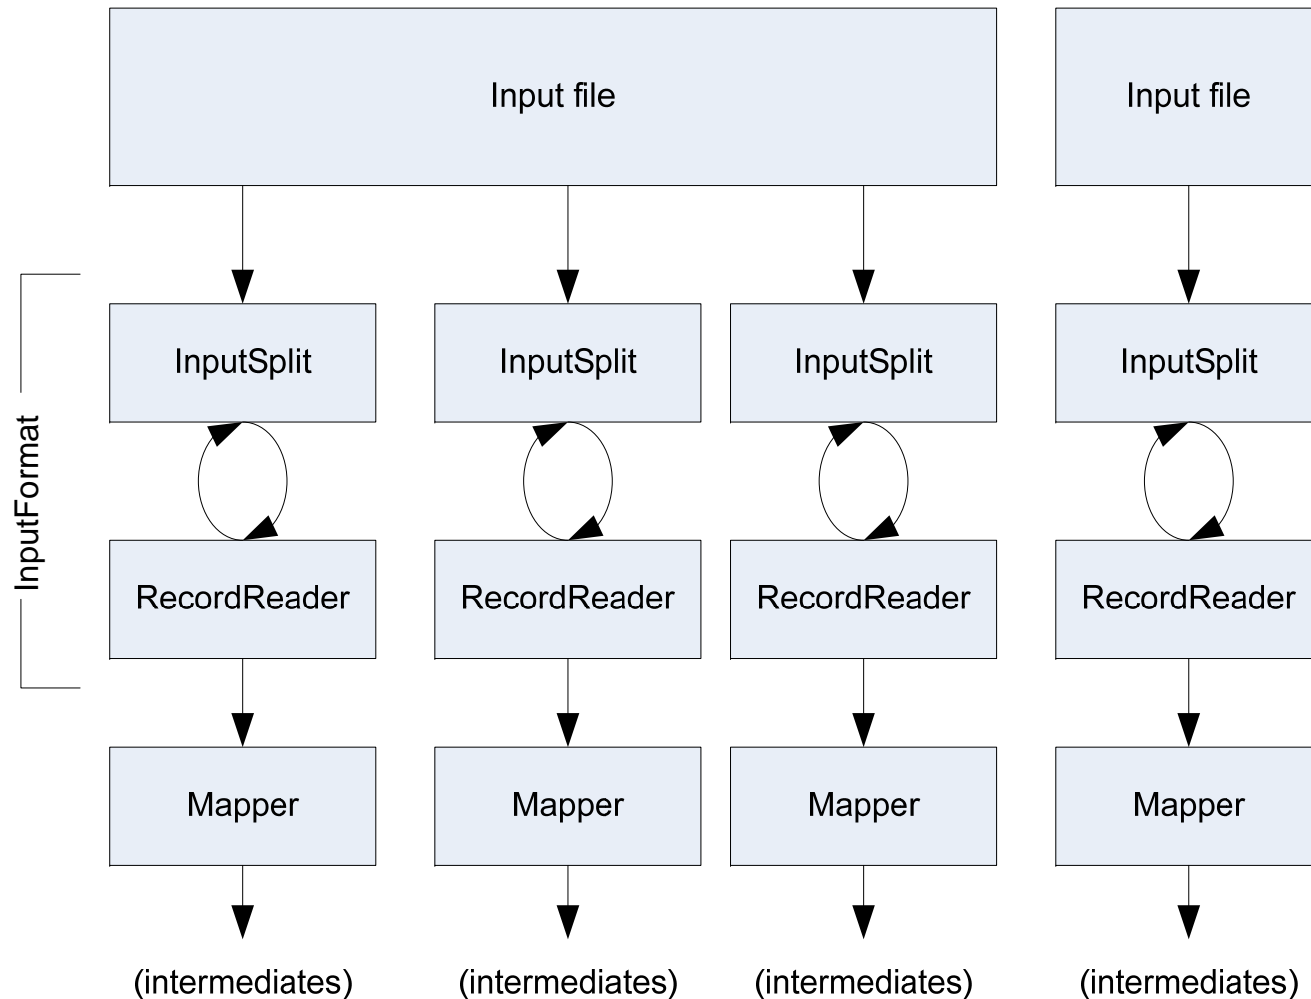 Input file
Input file
InputSplit
InputSplit
InputSplit
InputSplit
InputFormat
RecordReader
RecordReader
RecordReader
RecordReader
Mapper
Mapper
Mapper
Mapper
(intermediates)
(intermediates)
(intermediates)
(intermediates)